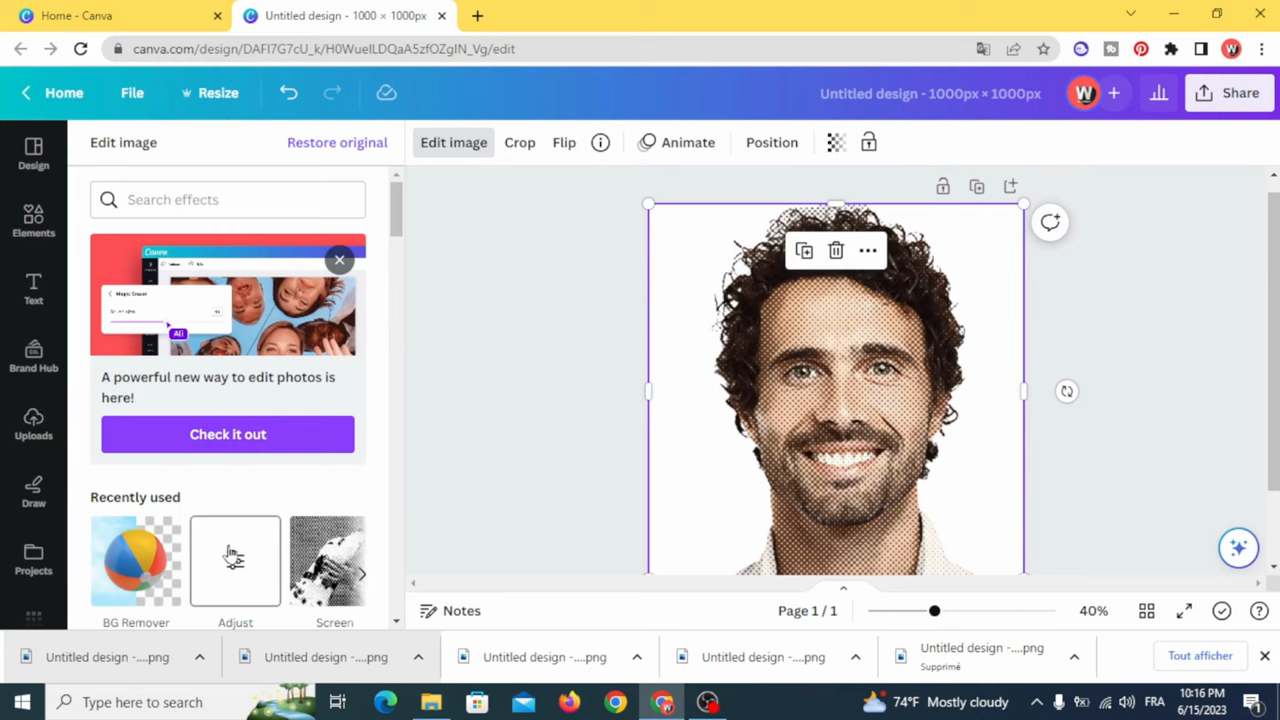 Home - Canva
Untitled design - 1000 × 1000px
canva.com/design/DAFI7G7cU_k/H0WueILDQaA5zfOZgIN_Vg/edit
Home
File
Resize
Untitled design - 1000px × 1000px
W
Share
Edit image
Restore original
Edit image
Crop
Flip
Animate
Position
Design
Search effects
Elements
Magic Eraser
Ali
Text
A powerful new way to edit photos is
here!
Brand Hub
Check it out
Uploads
Recently used
Draw
Projects
BG Remover
Adjust
Screen
Notes
Page 1 / 1
40%
Untitled design -....png
Untitled design -....png
Untitled design -....png
Untitled design -....png
Untitled design -....png
Supprimé
Tout afficher
Type here to search
74°F Mostly cloudy
FRA
10:16 PM
6/15/2023